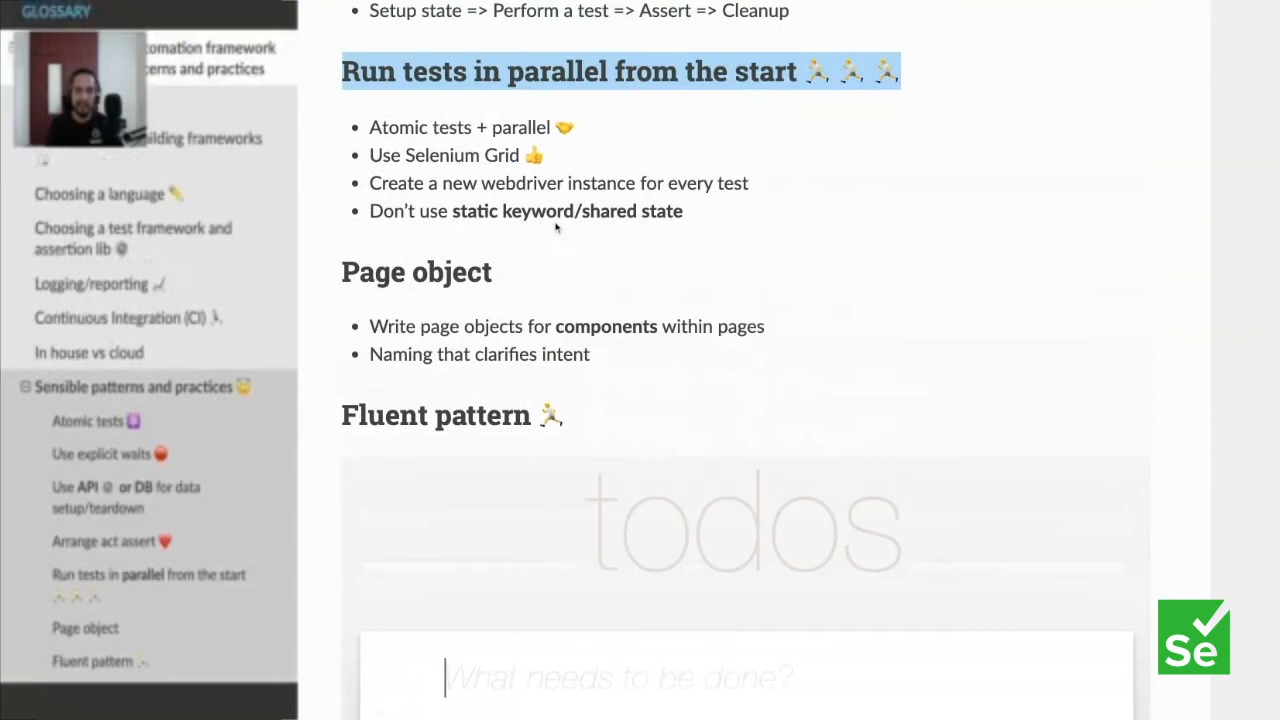 GLOSSARY
omation framework
erns and practices
ilding frameworks
Choosing a language ✏️
Choosing a test framework and
assertion lib
Logging/reporting
Continuous Integration (CI)
In house vs cloud
Sensible patterns and practices 😇
Atomic tests ⚛️
Use explicit waits 🔴
Use API or DB for data
setup/teardown
Arrange act assert ❤️
Run tests in parallel from the start
🏃 🏃 🏃
Page object
Fluent pattern 🏃
• Setup state => Perform a test => Assert => Cleanup
Run tests in parallel from the start 🏃 🏃 🏃
• Atomic tests + parallel 🤝
• Use Selenium Grid 👍
• Create a new webdriver instance for every test
• Don't use static keyword/shared state
Page object
• Write page objects for components within pages
• Naming that clarifies intent
Fluent pattern 🏃
todos
What needs to be done?
Se